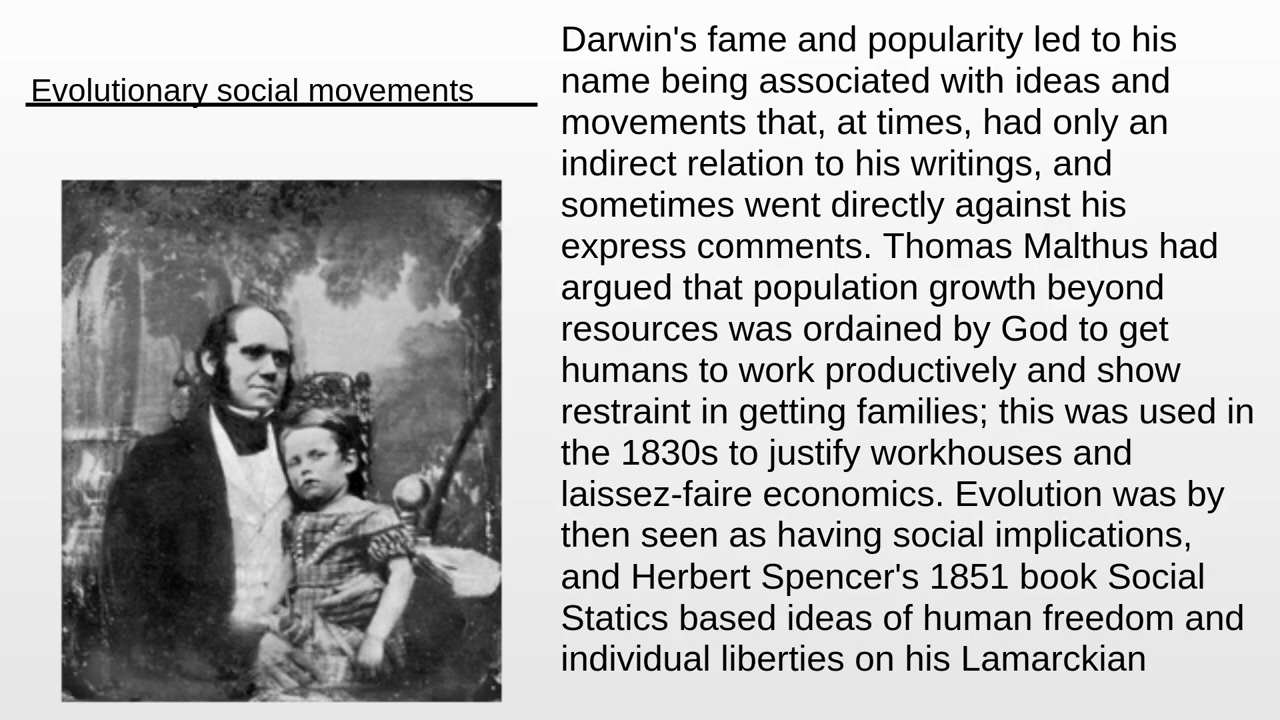 Evolutionary social movements
Darwin's fame and popularity led to his
name being associated with ideas and
movements that, at times, had only an
indirect relation to his writings, and
sometimes went directly against his
express comments. Thomas Malthus had
argued that population growth beyond
resources was ordained by God to get
humans to work productively and show
restraint in getting families; this was used in
the 1830s to justify workhouses and
laissez-faire economics. Evolution was by
then seen as having social implications,
and Herbert Spencer's 1851 book Social
Statics based ideas of human freedom and
individual liberties on his Lamarckian